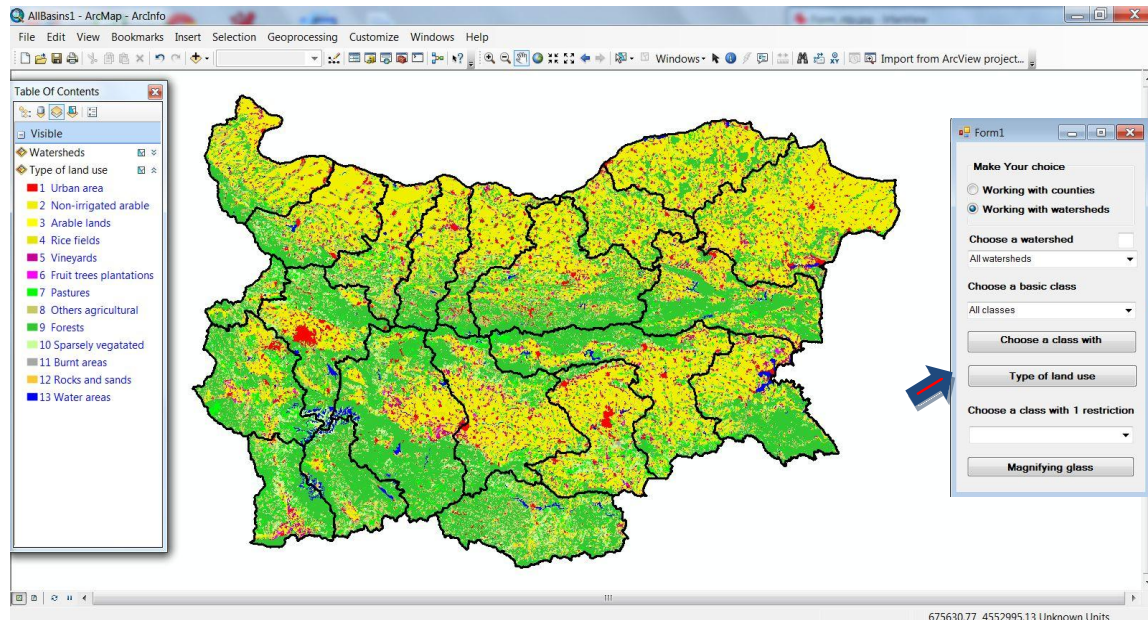 AllBasins1 - ArcMap - ArcInfo
File Edit View Bookmarks Insert Selection Geoprocessing Customize Windows Help
Windows
Import from ArcView project...
Table Of Contents
Visible
Watersheds
Type of land use
1 Urban area
2 Non-irrigated arable
3 Arable lands
4 Rice fields
5 Vineyards
6 Fruit trees plantations
7 Pastures
8 Others agricultural
9 Forests
10 Sparsely vegatated
11 Burnt areas
12 Rocks and sands
13 Water areas
Form1
Make Your choice
Working with counties
Working with watersheds
Choose a watershed
All watersheds
Choose a basic class
All classes
Choose a class with
Type of land use
Choose a class with 1 restriction
Magnifying glass
675630.77 4552995.13 Unknown Units